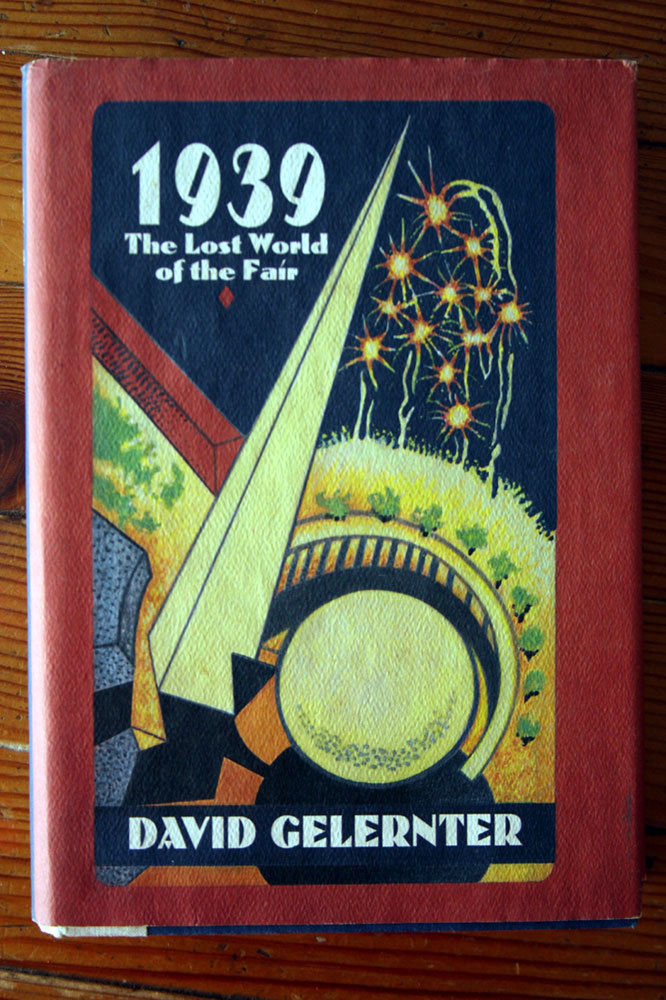 1939
The Lost World
of the Fair
DAVID GELERNTER